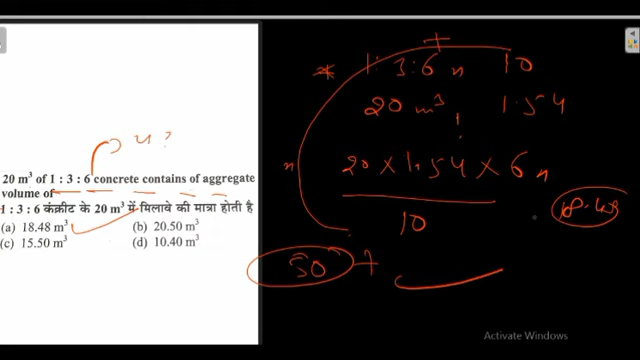 20 m³ of 1 : 3 : 6 concrete contains of aggregate
volume of
1 : 3 : 6 कंक्रीट के 20 m³ में मिलावे की मात्रा होती है
(a) 18.48 m³ (b) 20.50 m³
(c) 15.50 m³ (d) 10.40 m³
1 : 3 : 6 10
20 m³ 1.54
20 × 1.54 × 6
10
50 +
Activate Windows